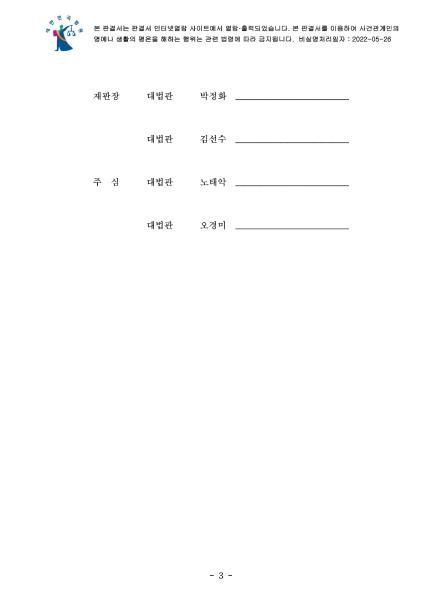 본 판결서는 판결서 인터넷열람 사이트에서 열람·출력되었습니다. 본 판결서를 이용하여 사건관계인의
명예나 생활의 평온을 해하는 행위는 관련 법령에 따라 금지됩니다. 비실명처리일자 : 2022-05-26
재판장 대법관 박정화
대법관 김선수
주 심 대법관 노태악
대법관 오경미
- 3 -